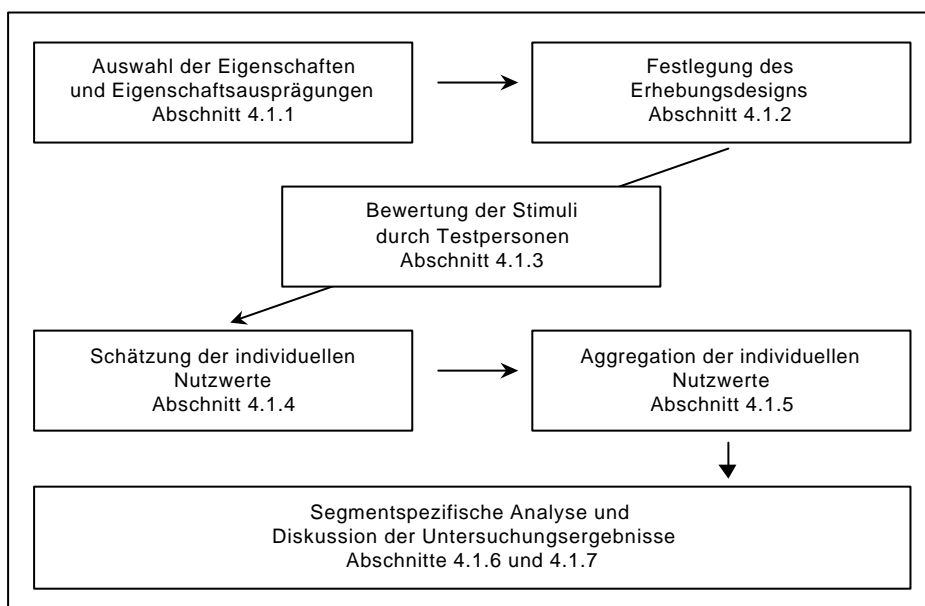 Auswahl der Eigenschaften
und Eigenschaftsausprägungen
Abschnitt 4.1.1
Festlegung des
Erhebungsdesigns
Abschnitt 4.1.2
Bewertung der Stimuli
durch Testpersonen
Abschnitt 4.1.3
Schätzung der individuellen
Nutzwerte
Abschnitt 4.1.4
Aggregation der individuellen
Nutzwerte
Abschnitt 4.1.5
Segmentspezifische Analyse und
Diskussion der Untersuchungsergebnisse
Abschnitte 4.1.6 und 4.1.7